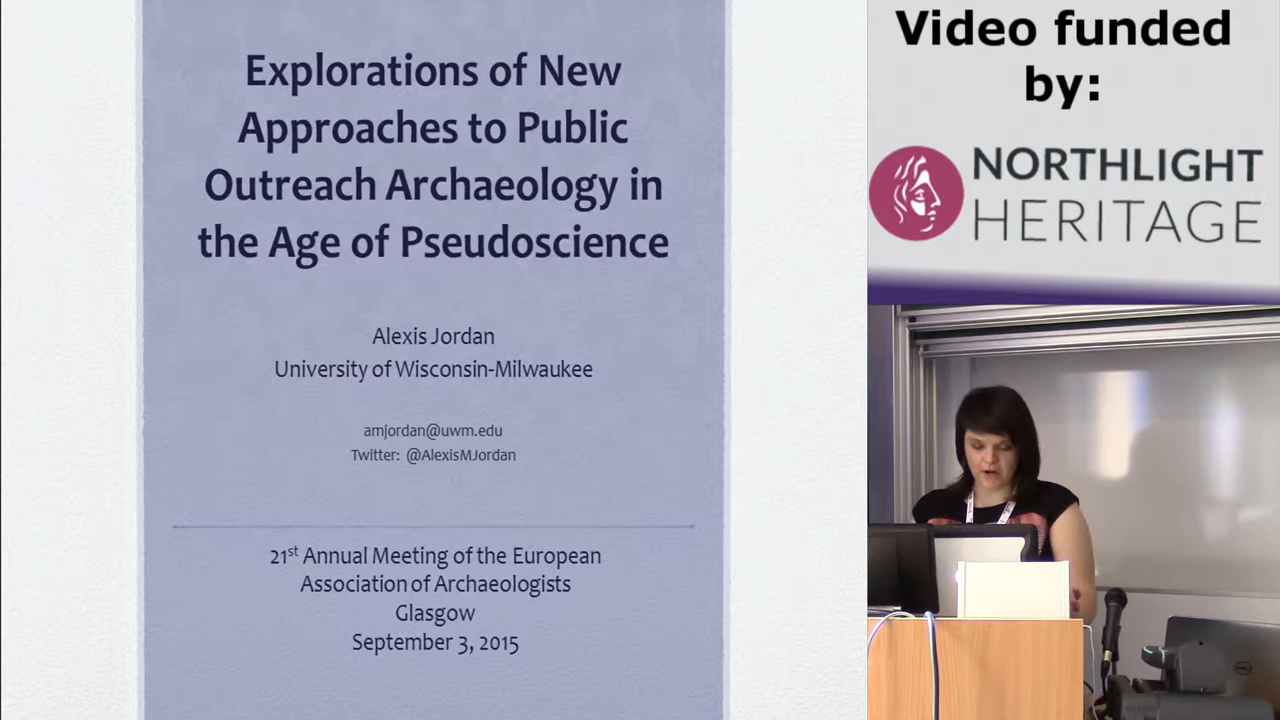 Explorations of New
Approaches to Public
Outreach Archaeology in
the Age of Pseudoscience
Alexis Jordan
University of Wisconsin-Milwaukee
amjordan@uwm.edu
Twitter: @AlexisMJordan
21st Annual Meeting of the European
Association of Archaeologists
Glasgow
September 3, 2015
Video funded
by:
NORTHLIGHT
HERITAGE
DELL